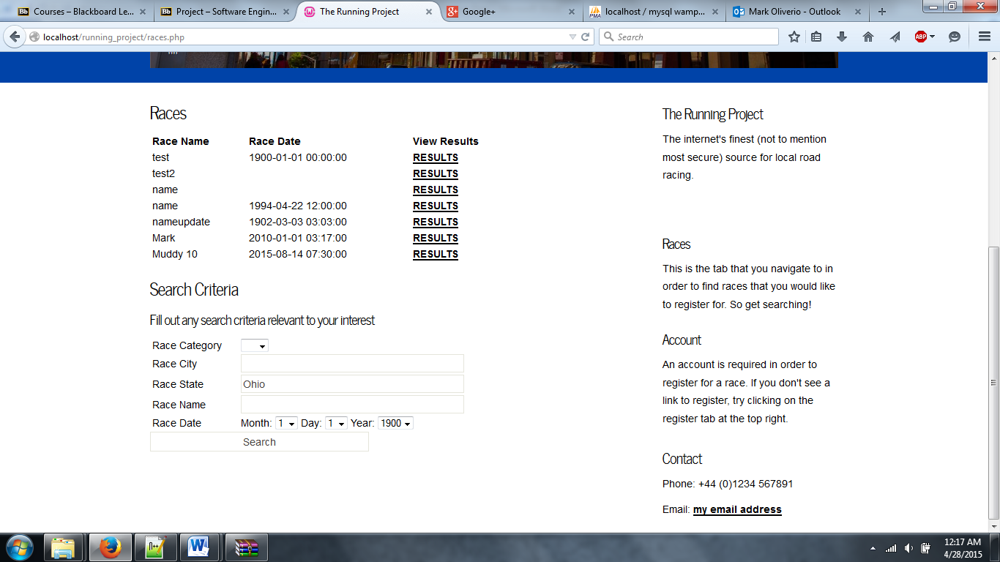 Courses – Blackboard Le...
Project – Software Engin...
The Running Project
Google+
localhost / mysql wamp...
Mark Oliverio - Outlook
localhost/running_project/races.php
Search
ABP
Races
Race Name Race Date View Results
test 1900-01-01 00:00:00 RESULTS
test2 RESULTS
name RESULTS
name 1994-04-22 12:00:00 RESULTS
nameupdate 1902-03-03 03:03:00 RESULTS
Mark 2010-01-01 03:17:00 RESULTS
Muddy 10 2015-08-14 07:30:00 RESULTS
Search Criteria
Fill out any search criteria relevant to your interest
Race Category
Race City
Race State Ohio
Race Name
Race Date Month: 1 Day: 1 Year: 1900
Search
The Running Project
The internet's finest (not to mention
most secure) source for local road
racing.
Races
This is the tab that you navigate to in
order to find races that you would like
to register for. So get searching!
Account
An account is required in order to
register for a race. If you don't see a
link to register, try clicking on the
register tab at the top right.
Contact
Phone: +44 (0)1234 567891
Email: my email address
12:17 AM
4/28/2015